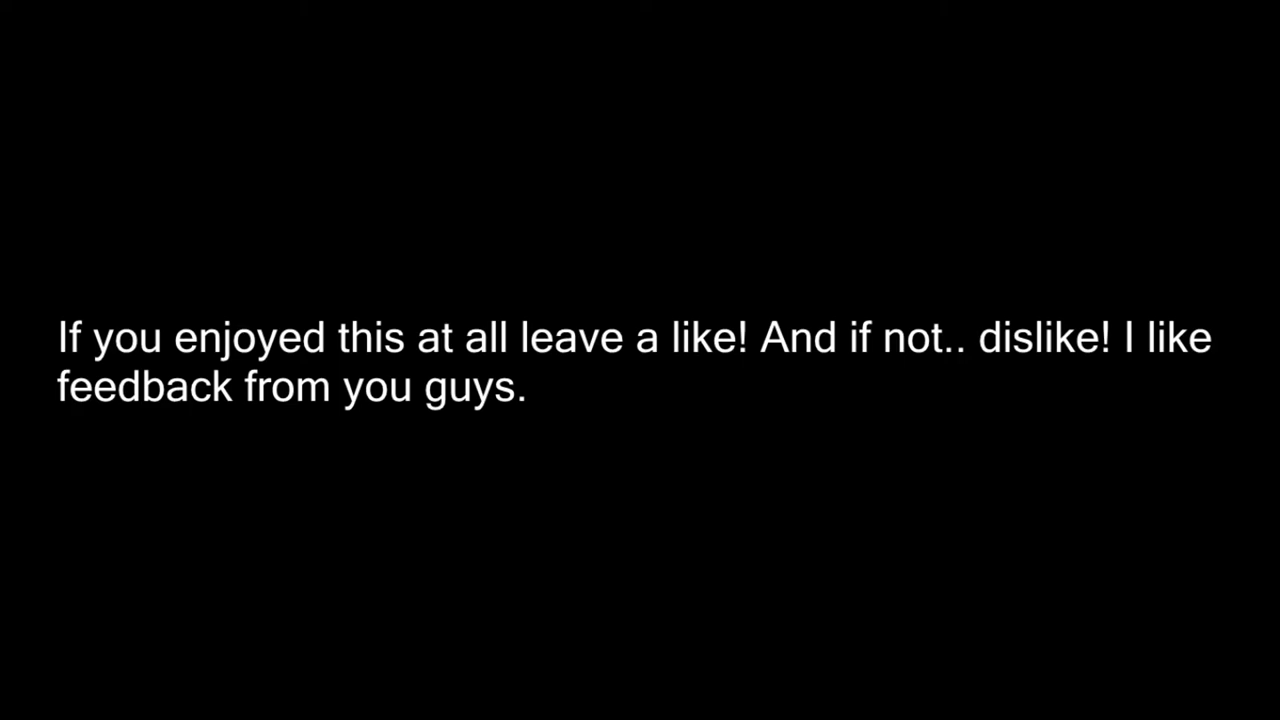 If you enjoyed this at all leave a like! And if not.. dislike! I like
feedback from you guys.